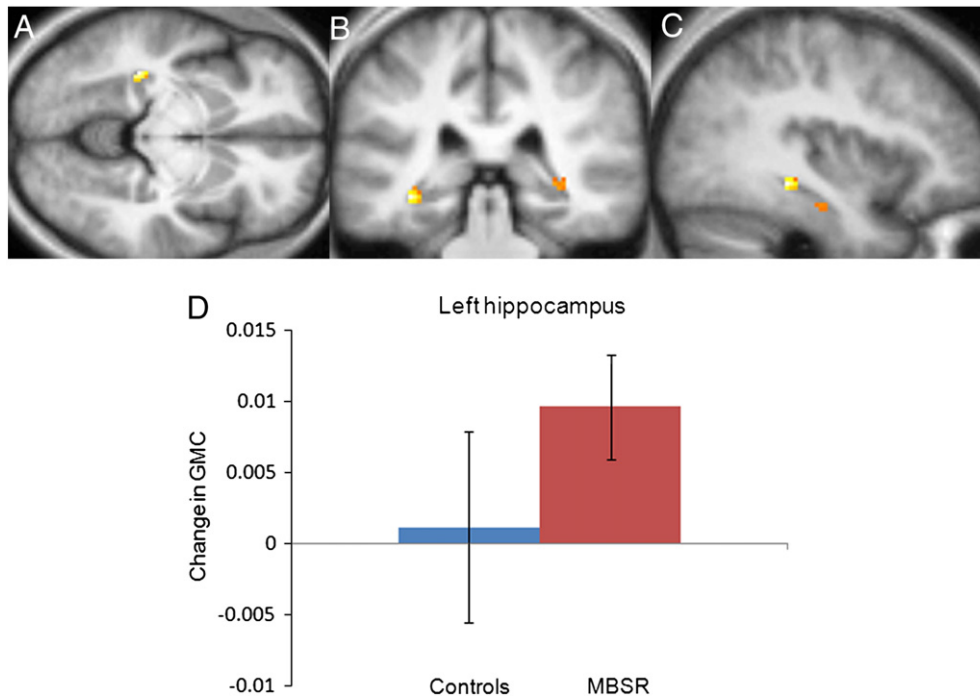 A B C
D
Left hippocampus
Change in GMC
0.015
0.01
0.005
0
-0.005
-0.01
Controls MBSR